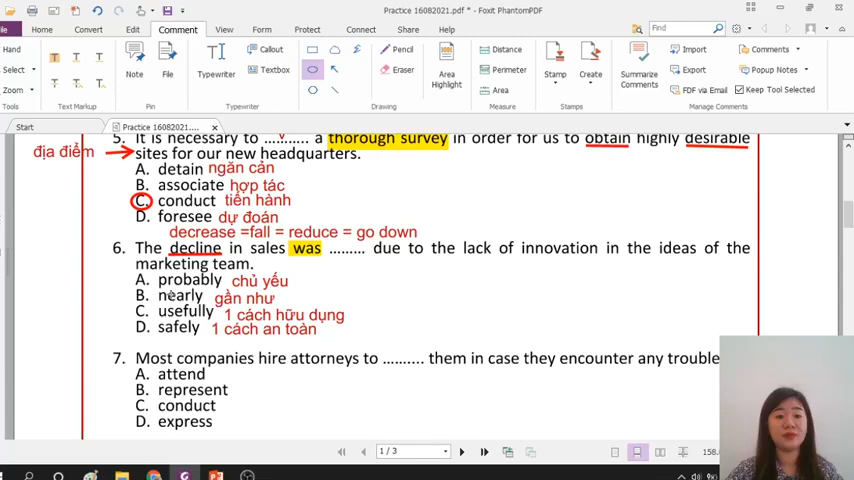 Practice 16082021.pdf * - Foxit PhantomPDF
Home Comment Edit Page Comment Share Help Find
Hand Note File Typewriter Callout Textbox Pencil Eraser Area Highlight Distance Perimeter Area Stamp Create Summarize Comments Import Export FDF via Email Comments Popup Notes Keep Tool Selected
Select
Zoom
Tools Text Markup Pin Typewriter Drawing Measure Stamps Manage Comments
Start Practice 16082021....
5. It is necessary to ……v….. a thorough survey in order for us to obtain highly desirable
địa điểm sites for our new headquarters.
A. detain ngăn cản
B. associate hợp tác
C. conduct tiến hành
D. foresee dự đoán
decrease =fall = reduce = go down
6. The decline in sales was ……… due to the lack of innovation in the ideas of the
marketing team.
A. probably chủ yếu
B. nearly gần như
C. usefully 1 cách hữu dụng
D. safely 1 cách an toàn
7. Most companies hire attorneys to …….... them in case they encounter any trouble
A. attend
B. represent
C. conduct
D. express
1 / 3
158.0